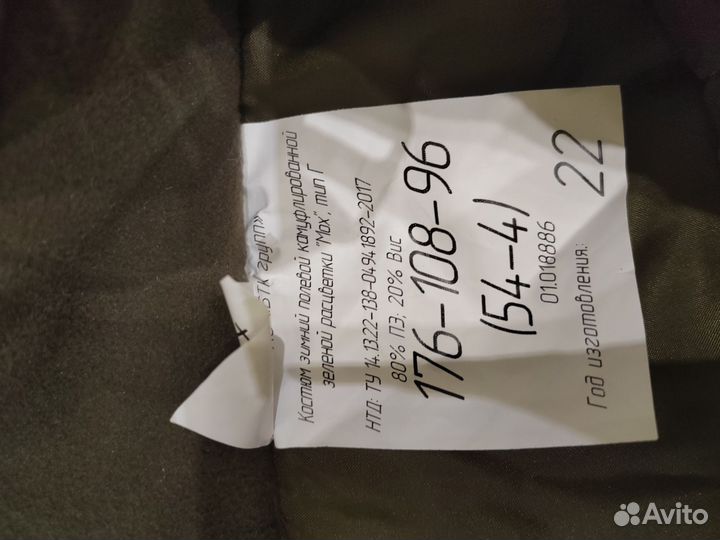 БТК групп»
Костюм зимний полевой камуфлированной
зеленой расцветки "Мох", тип Г
НТД: ТУ 14.13.22-138-04941892-2017
80% ПЭ; 20% Вис
176-108-96
(54-4)
01.018886
Год изготовления: 22
Avito